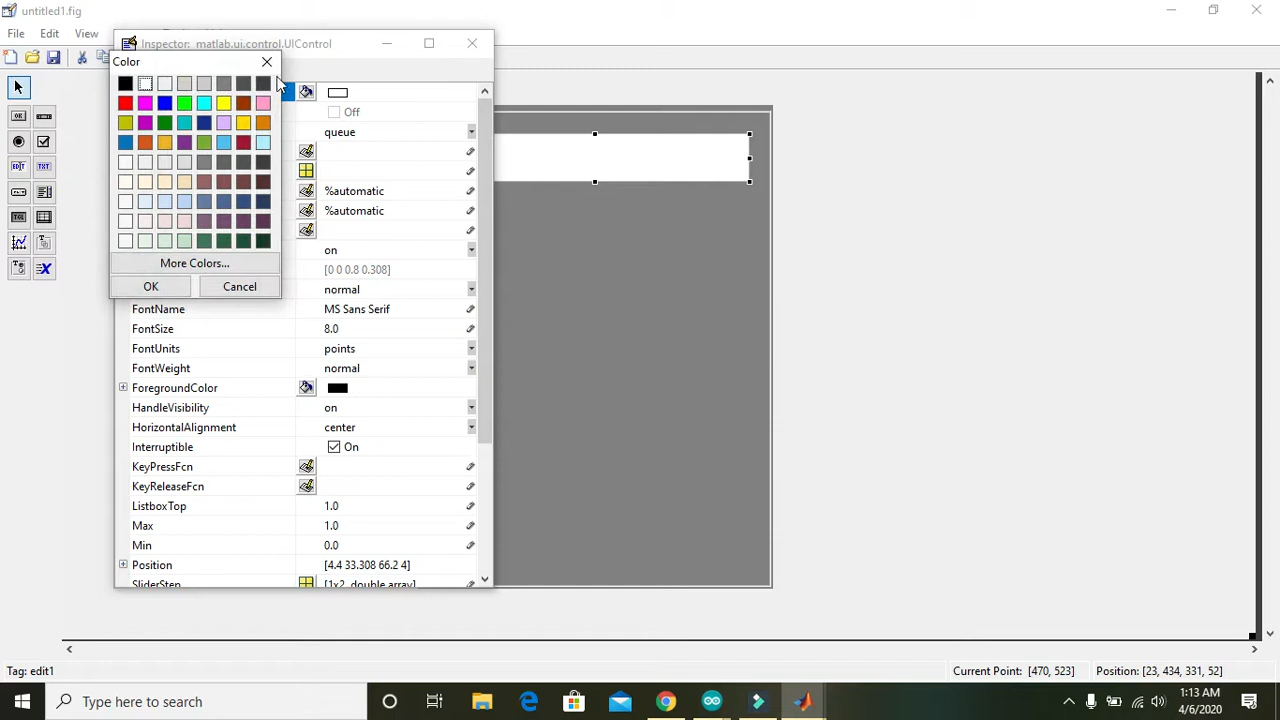 untitled1.fig
File Edit View
Inspector: matlab.ui.control.UIControl
Color
Off
queue
%automatic
%automatic
on
More Colors...
[0 0 0.8 0.308]
OK Cancel
normal
FontName MS Sans Serif
FontSize 8.0
FontUnits points
FontWeight normal
ForegroundColor
HandleVisibility on
HorizontalAlignment center
Interruptible On
KeyPressFcn
KeyReleaseFcn
ListboxTop 1.0
Max 1.0
Min 0.0
Position [4.4 33.308 66.2 4]
SliderStep [1x2 double array]
OK
EDIT TXT
TGL
Tag: edit1 Current Point: [470, 523] Position: [23, 434, 331, 52]
Type here to search
1:13 AM
4/6/2020